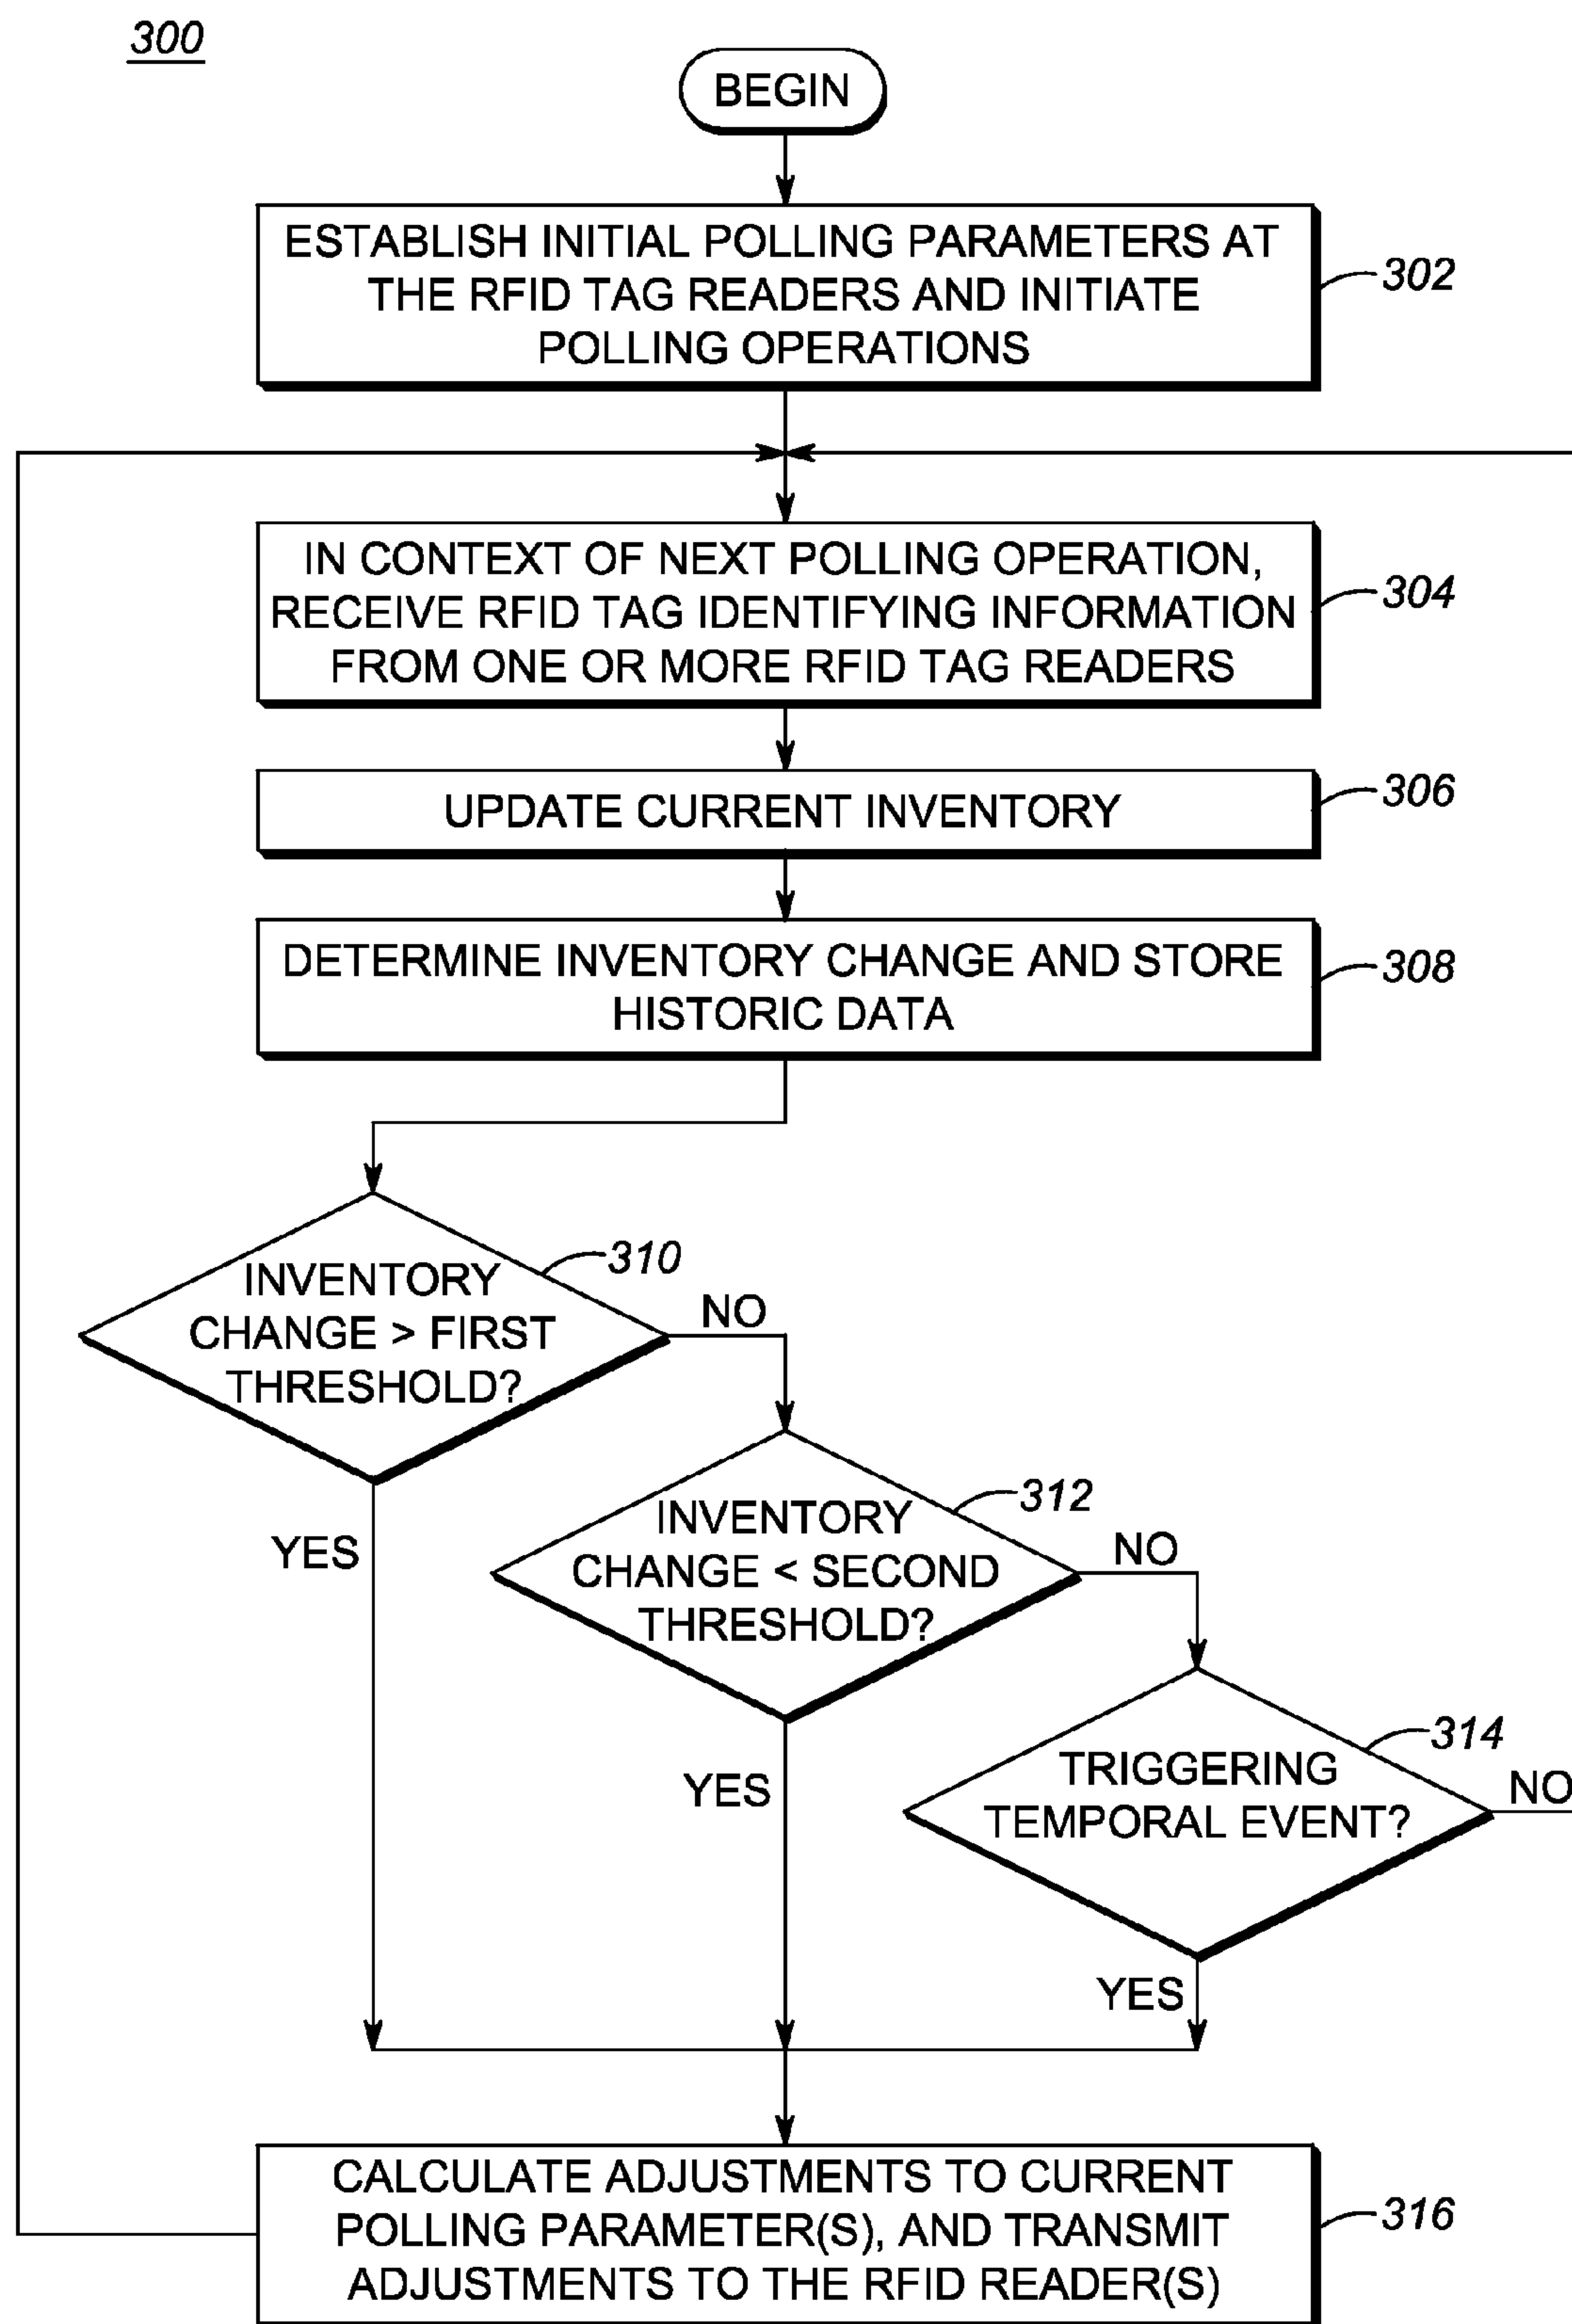 300
BEGIN
ESTABLISH INITIAL POLLING PARAMETERS AT
THE RFID TAG READERS AND INITIATE
POLLING OPERATIONS
302
IN CONTEXT OF NEXT POLLING OPERATION,
RECEIVE RFID TAG IDENTIFYING INFORMATION
FROM ONE OR MORE RFID TAG READERS
304
UPDATE CURRENT INVENTORY
306
DETERMINE INVENTORY CHANGE AND STORE
HISTORIC DATA
308
INVENTORY
CHANGE > FIRST
THRESHOLD?
310
NO
YES
INVENTORY
CHANGE < SECOND
THRESHOLD?
312
NO
YES
TRIGGERING
TEMPORAL EVENT?
314
NO
YES
CALCULATE ADJUSTMENTS TO CURRENT
POLLING PARAMETER(S), AND TRANSMIT
ADJUSTMENTS TO THE RFID READER(S)
316